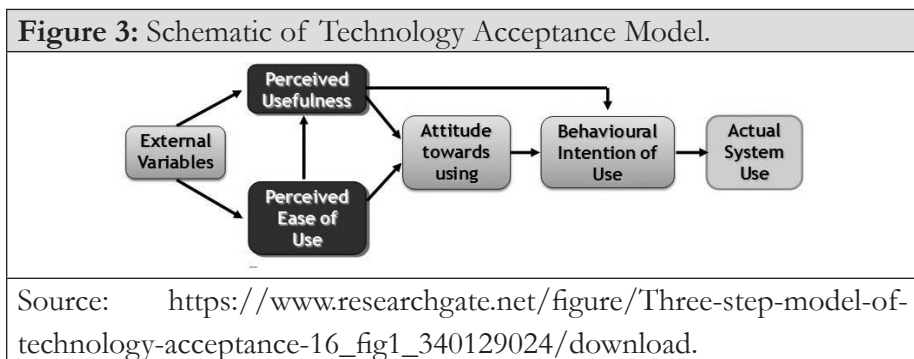 Figure 3: Schematic of Technology Acceptance Model.
Perceived
Usefulness
External
Variables
Perceived
Ease of
Use
Attitude
towards
using
Behavioural
Intention of
Use
Actual
System
Use
Source: https://www.researchgate.net/figure/Three-step-model-of-
technology-acceptance-16_fig1_340129024/download.